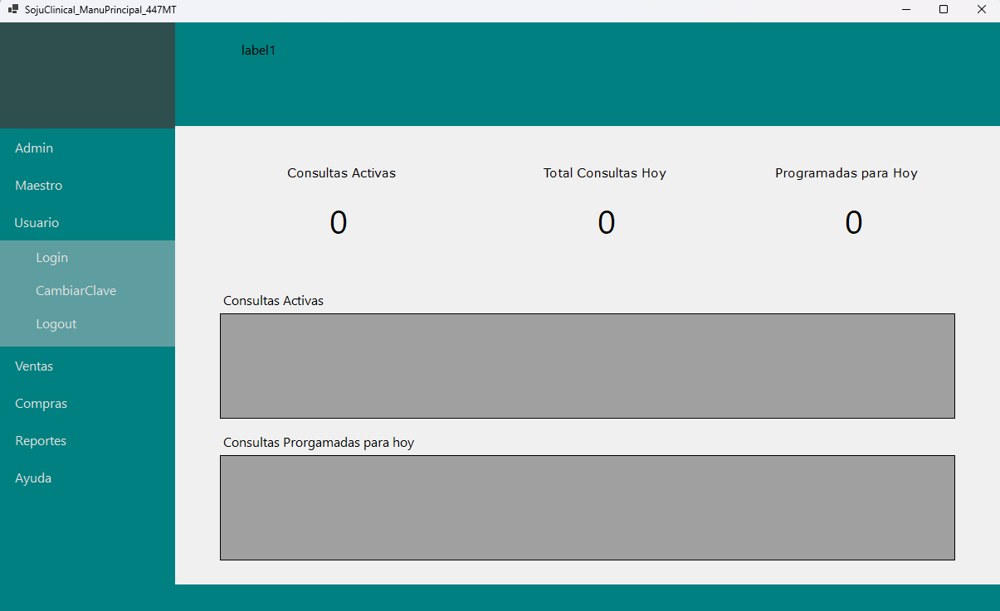 SojuClinical_ManuPrincipal_447MT
label1
Admin
Maestro
Usuario
Login
CambiarClave
Logout
Ventas
Compras
Reportes
Ayuda
Consultas Activas
Total Consultas Hoy
Programadas para Hoy
0
0
0
Consultas Activas
Consultas Prorgamadas para hoy